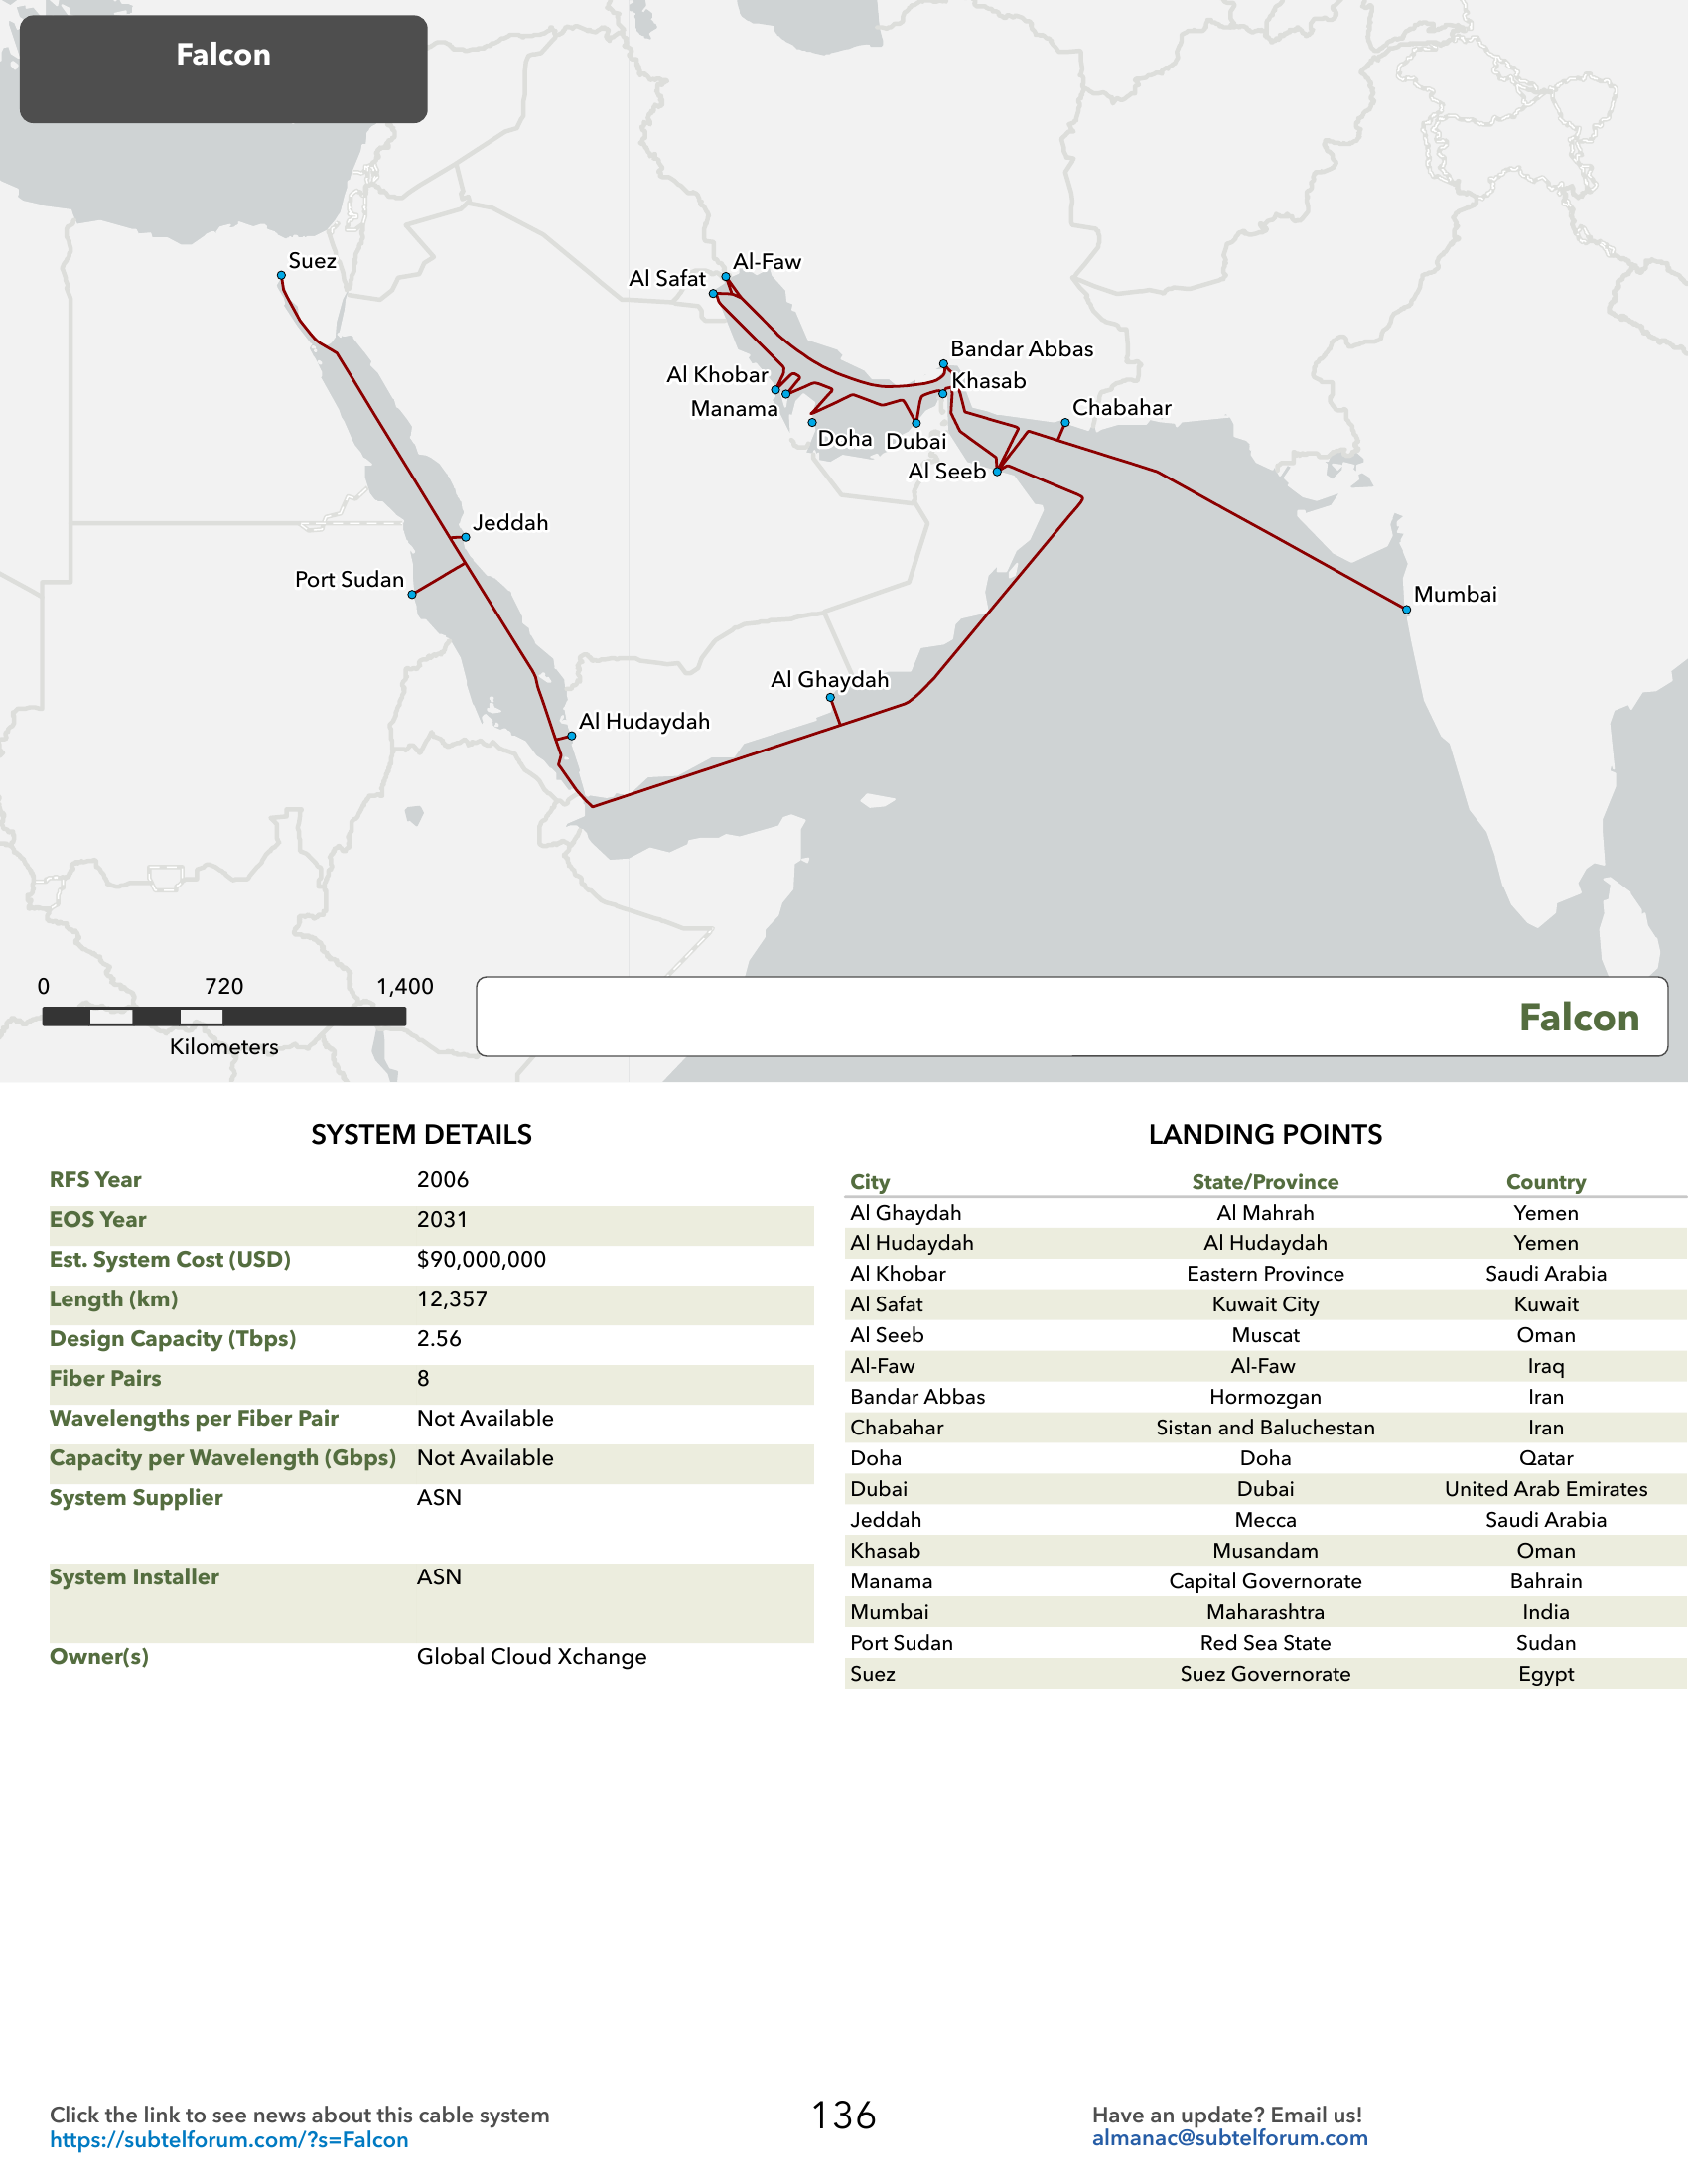 Falcon
Suez
Al-Faw
Al Safat
Bandar Abbas
Al Khobar
Khasab
Manama
Chabahar
Doha
Dubai
Al Seeb
Jeddah
Port Sudan
Mumbai
Al Ghaydah
Al Hudaydah
0 720 1,400
Kilometers
Falcon
SYSTEM DETAILS
RFS Year 2006
EOS Year 2031
Est. System Cost (USD) $90,000,000
Length (km) 12,357
Design Capacity (Tbps) 2.56
Fiber Pairs 8
Wavelengths per Fiber Pair Not Available
Capacity per Wavelength (Gbps) Not Available
System Supplier ASN
System Installer ASN
Owner(s) Global Cloud Xchange
LANDING POINTS
City State/Province Country
Al Ghaydah Al Mahrah Yemen
Al Hudaydah Al Hudaydah Yemen
Al Khobar Eastern Province Saudi Arabia
Al Safat Kuwait City Kuwait
Al Seeb Muscat Oman
Al-Faw Al-Faw Iraq
Bandar Abbas Hormozgan Iran
Chabahar Sistan and Baluchestan Iran
Doha Doha Qatar
Dubai Dubai United Arab Emirates
Jeddah Mecca Saudi Arabia
Khasab Musandam Oman
Manama Capital Governorate Bahrain
Mumbai Maharashtra India
Port Sudan Red Sea State Sudan
Suez Suez Governorate Egypt
Click the link to see news about this cable system
https://subtelforum.com/?s=Falcon
136
Have an update? Email us!
almanac@subtelforum.com